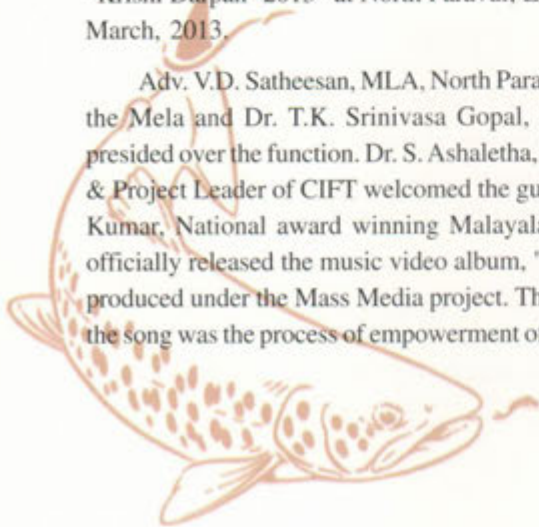 March, 2013.
Adv. V.D. Satheesan, MLA, North Para
the Mela and Dr. T.K. Srinivasa Gopal,
presided over the function. Dr. S. Ashaletha,
& Project Leader of CIFT welcomed the gu
Kumar, National award winning Malayala
officially released the music video album, "
produced under the Mass Media project. Th
the song was the process of empowerment o